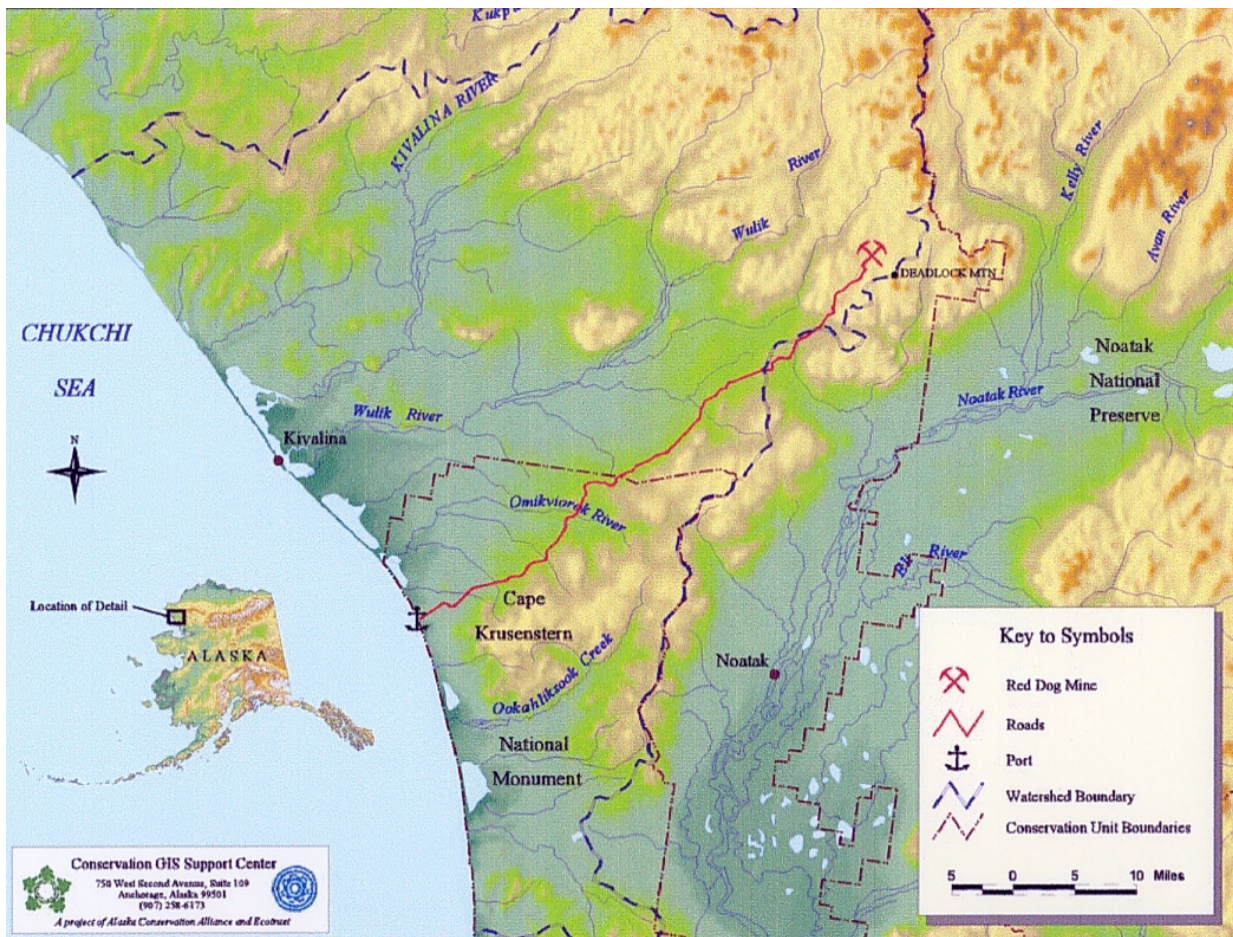 KIVALINA RIVER
River
Wulik
Kelly River
Avan River
DEADLOCK MTN
CHUKCHI
SEA
Noatak
National
Preserve
Noatak River
Wulik River
Kivalina
N
Omikviorok River
Eli River
Location of Detail
ALASKA
Cape
Krusenstern
Noatak
Ookahliksook Creek
National
Monument
Key to Symbols
Red Dog Mine
Roads
Port
Watershed Boundary
Conservation Unit Boundaries
5 0 5 10 Miles
Conservation GIS Support Center
750 West Second Avenue, Suite 109
Anchorage, Alaska 99501
(907) 258-6173
A project of Alaska Conservation Alliance and Ecotrust